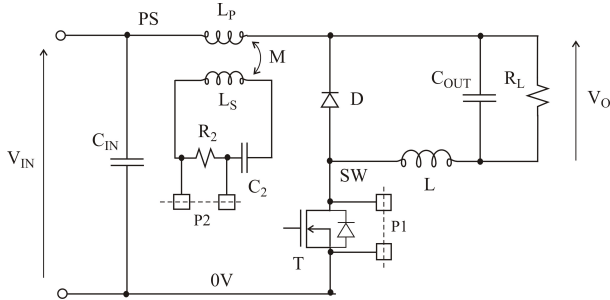 PS
L_P
M
L_S
R_2
C_2
P2
C_IN
V_IN
D
C_OUT
R_L
V_O
SW
L
P1
T
0V